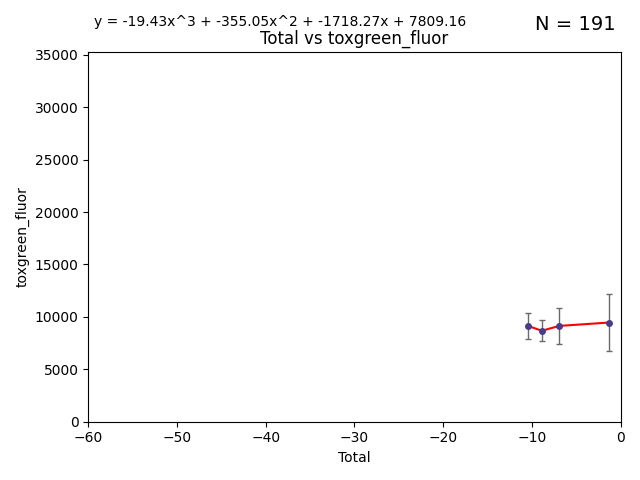 y = -19.43x^3 + -355.05x^2 + -1718.27x + 7809.16
N = 191
Total vs toxgreen_fluor
35000
30000
25000
20000
15000
10000
5000
0
toxgreen_fluor
−60 −50 −40 −30 −20 −10 0
Total